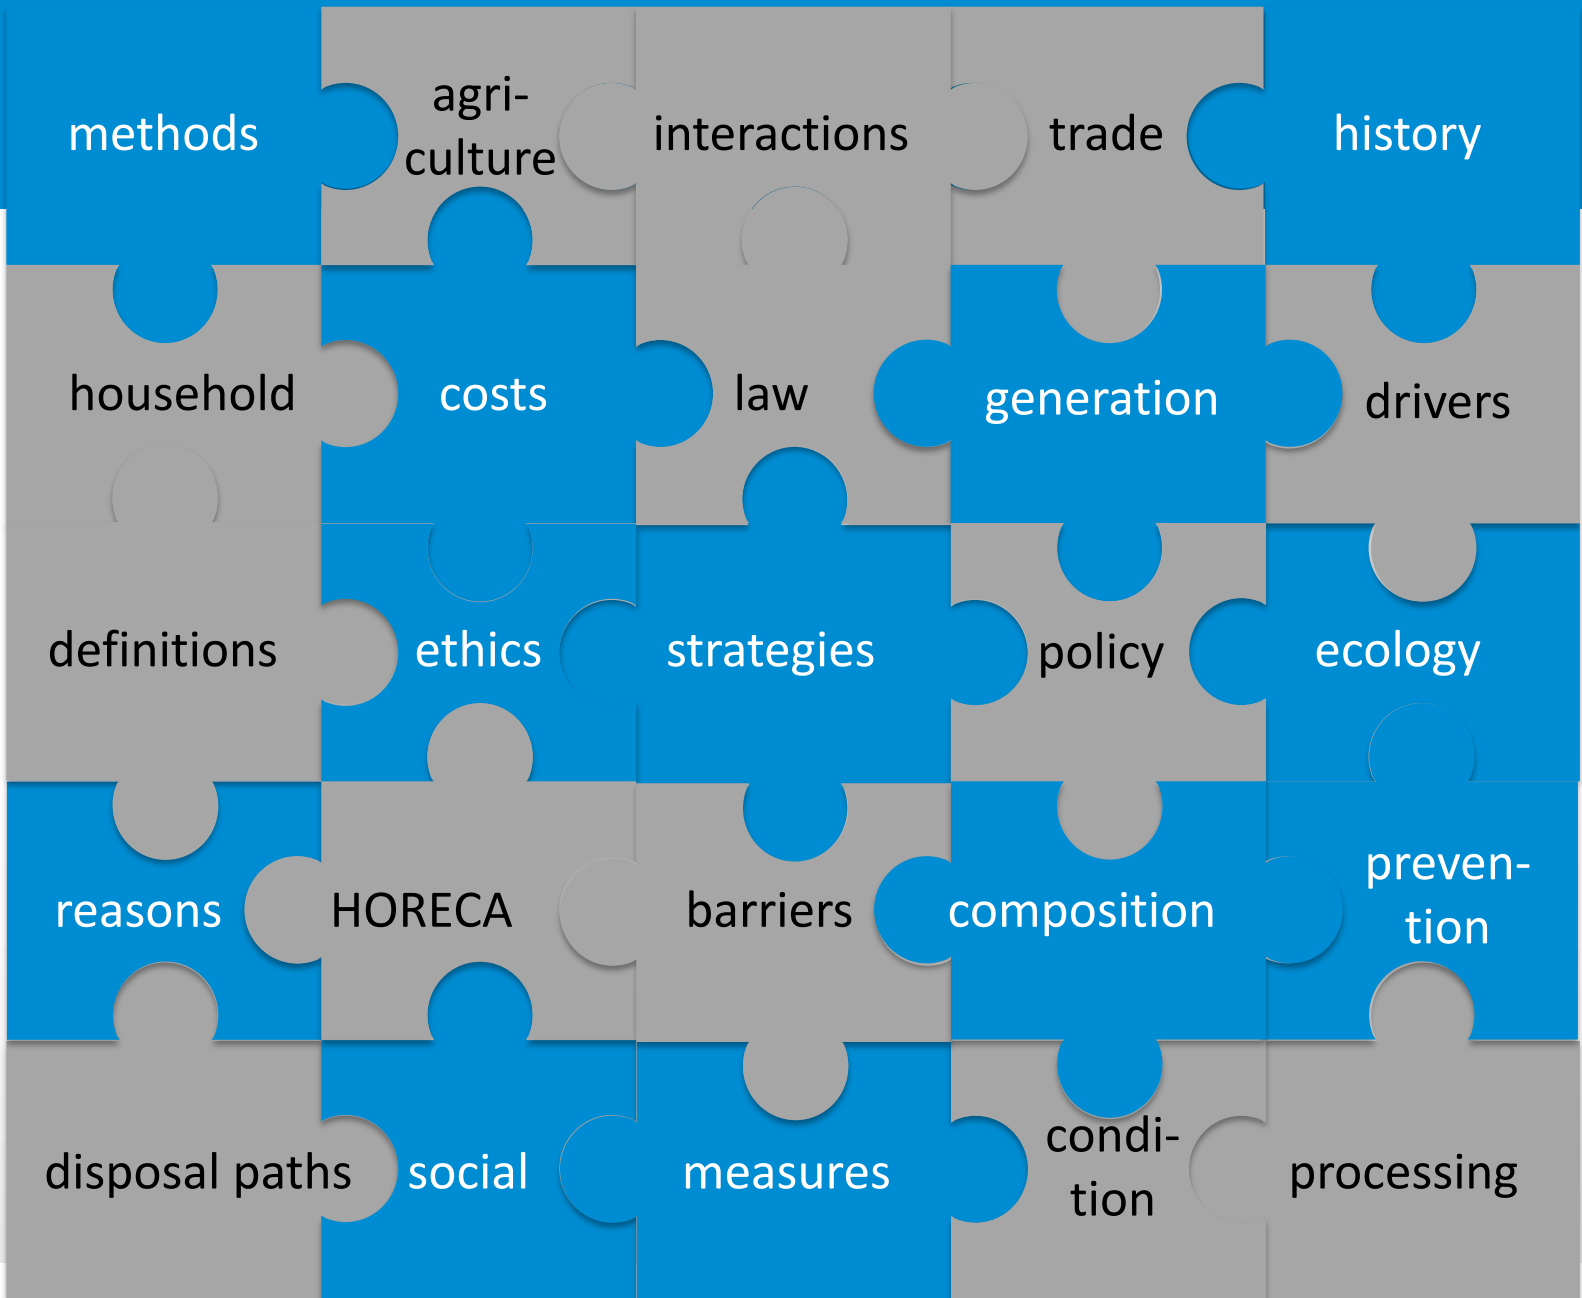 methods
agri-
culture
interactions
trade
history
household
costs
law
generation
drivers
definitions
ethics
strategies
policy
ecology
reasons
HORECA
barriers
composition
preven-
tion
disposal paths
social
measures
condi-
tion
processing